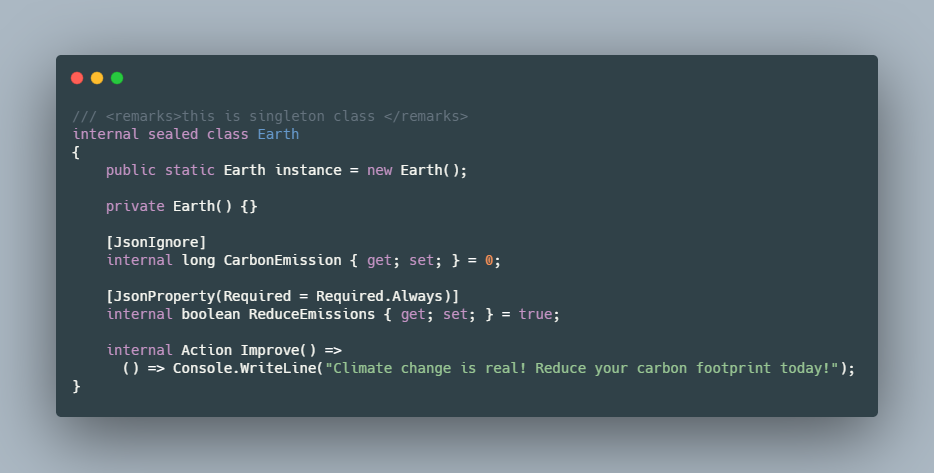 /// <remarks>this is singleton class </remarks>
internal sealed class Earth
{
    public static Earth instance = new Earth();

    private Earth() {}

    [JsonIgnore]
    internal long CarbonEmission { get; set; } = 0;

    [JsonProperty(Required = Required.Always)]
    internal boolean ReduceEmissions { get; set; } = true;

    internal Action Improve() =>
      () => Console.WriteLine("Climate change is real! Reduce your carbon footprint today!");
}